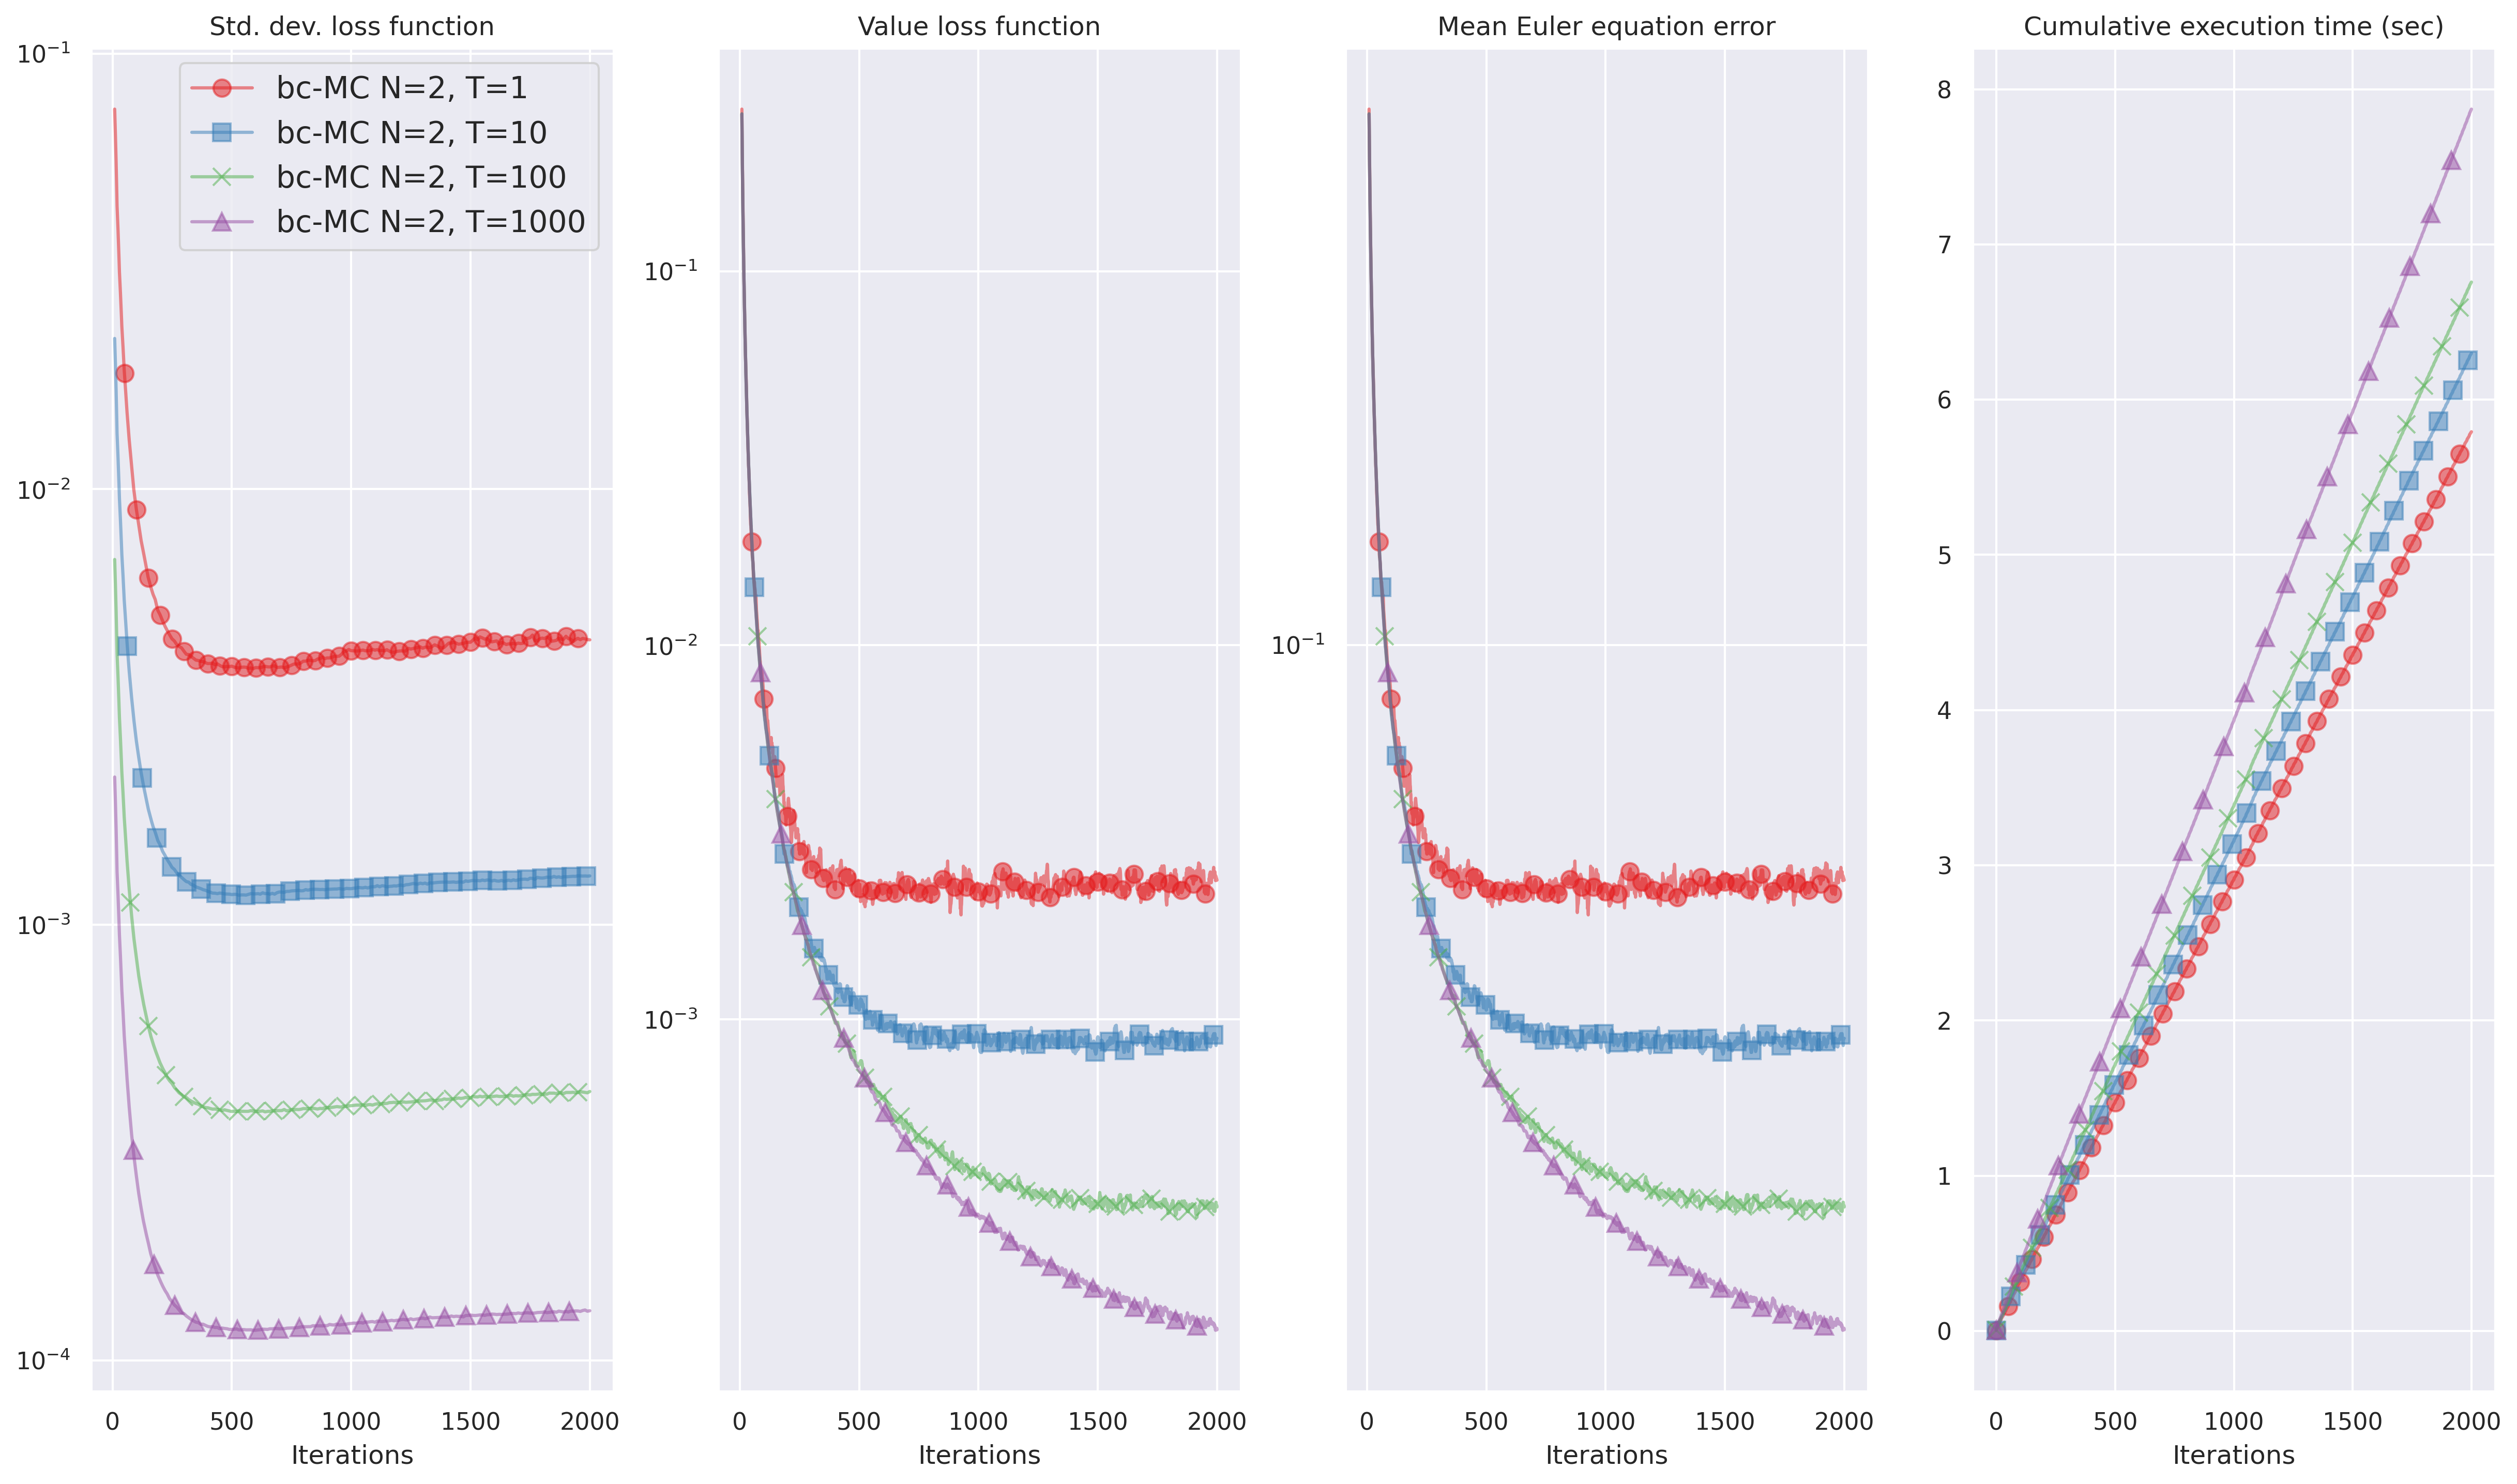 Std. dev. loss function
10⁻¹
10⁻²
10⁻³
10⁻⁴
bc-MC N=2, T=1
bc-MC N=2, T=10
bc-MC N=2, T=100
bc-MC N=2, T=1000
0 500 1000 1500 2000
Iterations
Value loss function
10⁻¹
10⁻²
10⁻³
0 500 1000 1500 2000
Iterations
Mean Euler equation error
10⁻¹
0 500 1000 1500 2000
Iterations
Cumulative execution time (sec)
8
7
6
5
4
3
2
1
0
0 500 1000 1500 2000
Iterations